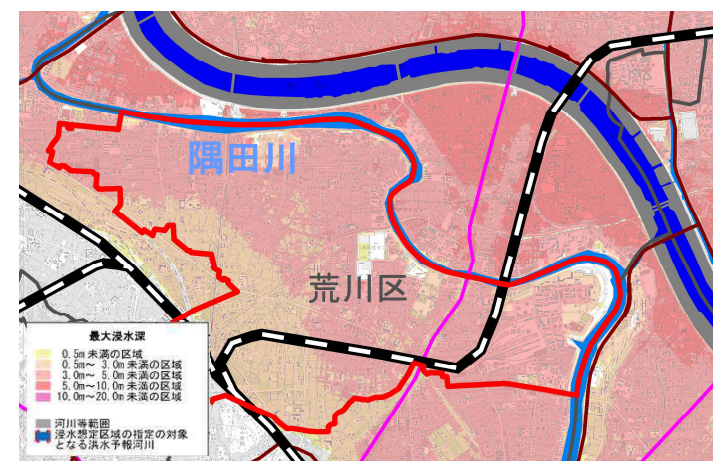 隅田川
荒川区
最大浸水深
0.5m 未満の区域
0.5m~ 3.0m 未満の区域
3.0m~ 5.0m 未満の区域
5.0m~10.0m 未満の区域
10.0m~20.0m 未満の区域
河川等範囲
浸水想定区域の指定の対象
となる洪水予報河川